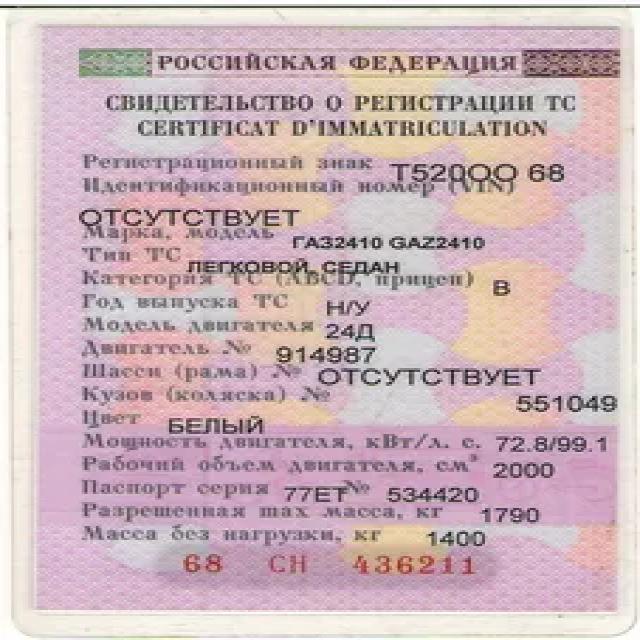 РОССИЙСКАЯ ФЕДЕРАЦИЯ
СВИДЕТЕЛЬСТВО О РЕГИСТРАЦИИ ТС
CERTIFICAT D'IMMATRICULATION
Регистрационный знак Т520ОО 68
Идентификационный номер (VIN)
ОТСУТСТВУЕТ
Марка, модель ГАЗ2410 GAZ2410
Тип ТС ЛЕГКОВОЙ, СЕДАН
Категория ТС (ABCD, прицеп) В
Год выпуска ТС Н/У
Модель двигателя 24Д
Двигатель № 914987
Шасси (рама) № ОТСУТСТВУЕТ
Кузов (коляска) № 551049
Цвет БЕЛЫЙ
Мощность двигателя, кВт/л. с. 72.8/99.1
Рабочий объем двигателя, см³ 2000
Паспорт серия 77ЕТ № 534420
Разрешенная max масса, кг 1790
Масса без нагрузки, кг 1400
68 СН 436211